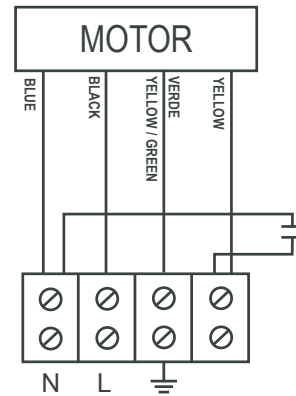 MOTOR
BLUE
BLACK
YELLOW / GREEN
VERDE
YELLOW
N L